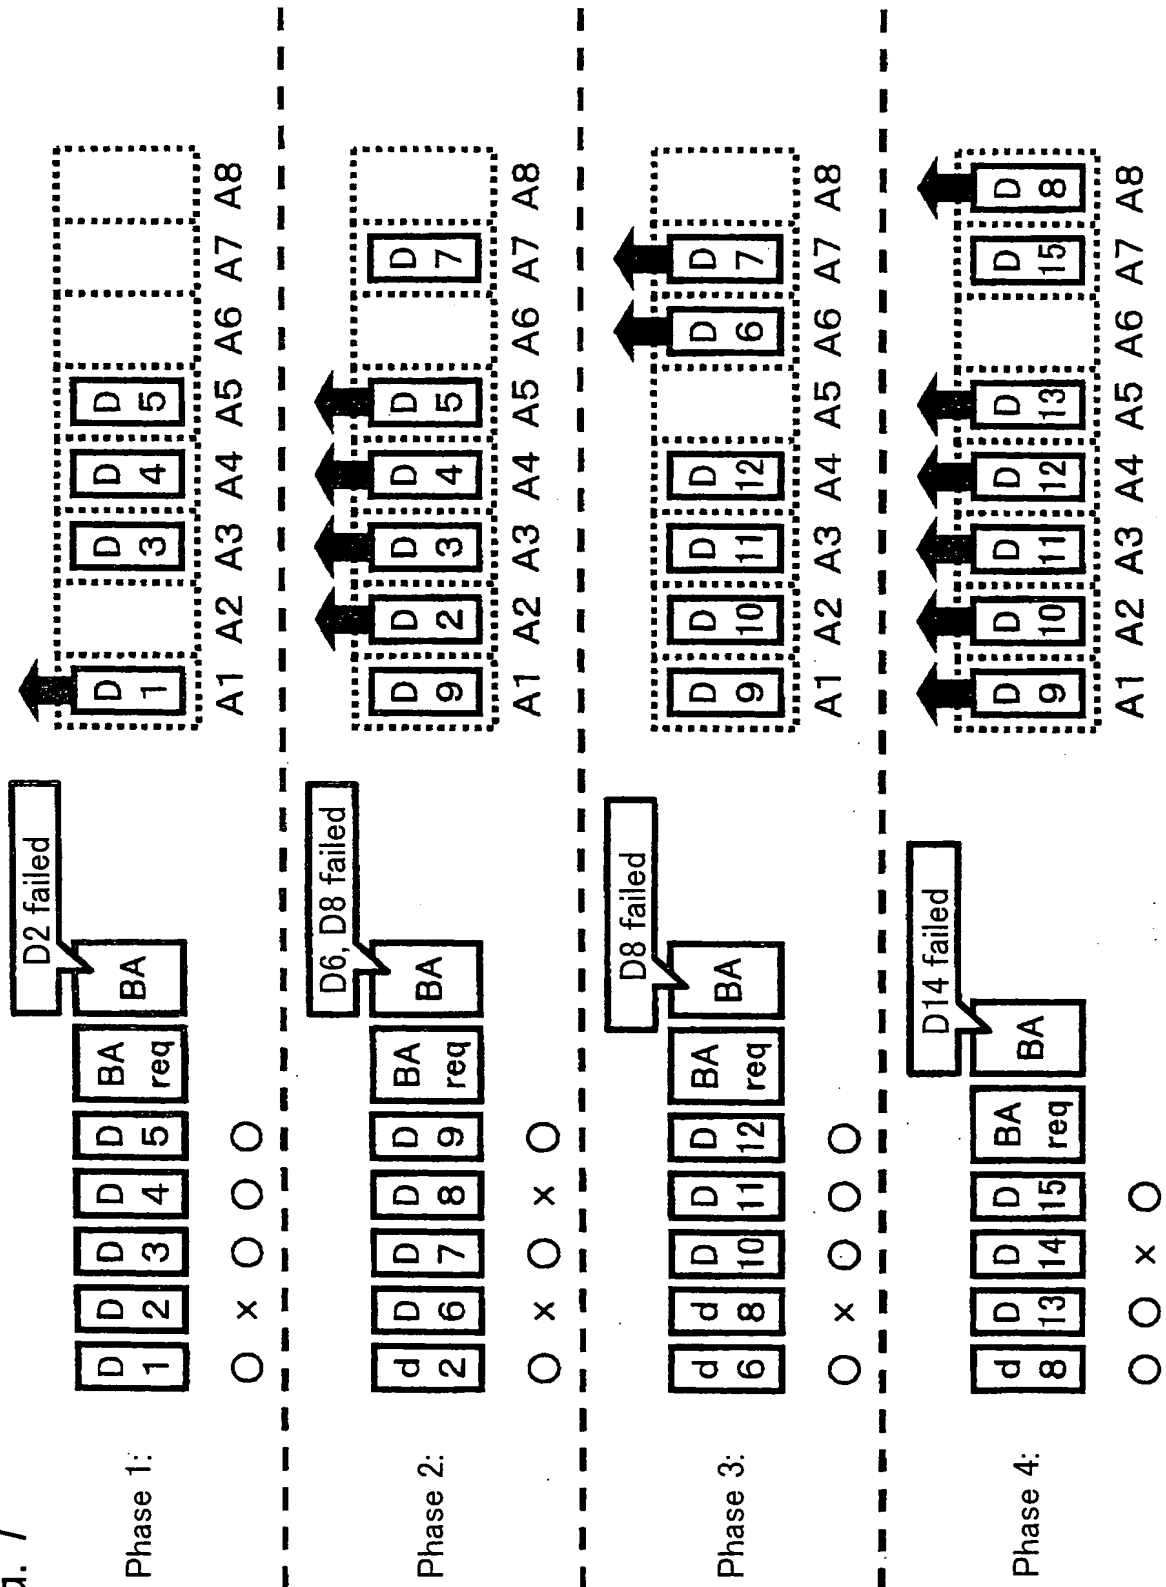 Phase 1:
D 1
D 2
D 3
D 4
D 5
BA req
BA
D2 failed
O x O O O
D 1
D 3
D 4
D 5
A1 A2 A3 A4 A5 A6 A7 A8
Phase 2:
d 2
D 6
D 7
D 8
D 9
BA req
BA
D6, D8 failed
O x O x O
D 9
D 2
D 3
D 4
D 5
D 7
A1 A2 A3 A4 A5 A6 A7 A8
Phase 3:
d 6
d 8
D 10
D 11
D 12
BA req
BA
D8 failed
O x O O O
D 9
D 10
D 11
D 12
D 6
D 7
A1 A2 A3 A4 A5 A6 A7 A8
Phase 4:
d 8
D 13
D 14
D 15
BA req
BA
D14 failed
O O x O
D 9
D 10
D 11
D 12
D 13
D 15
D 8
A1 A2 A3 A4 A5 A6 A7 A8